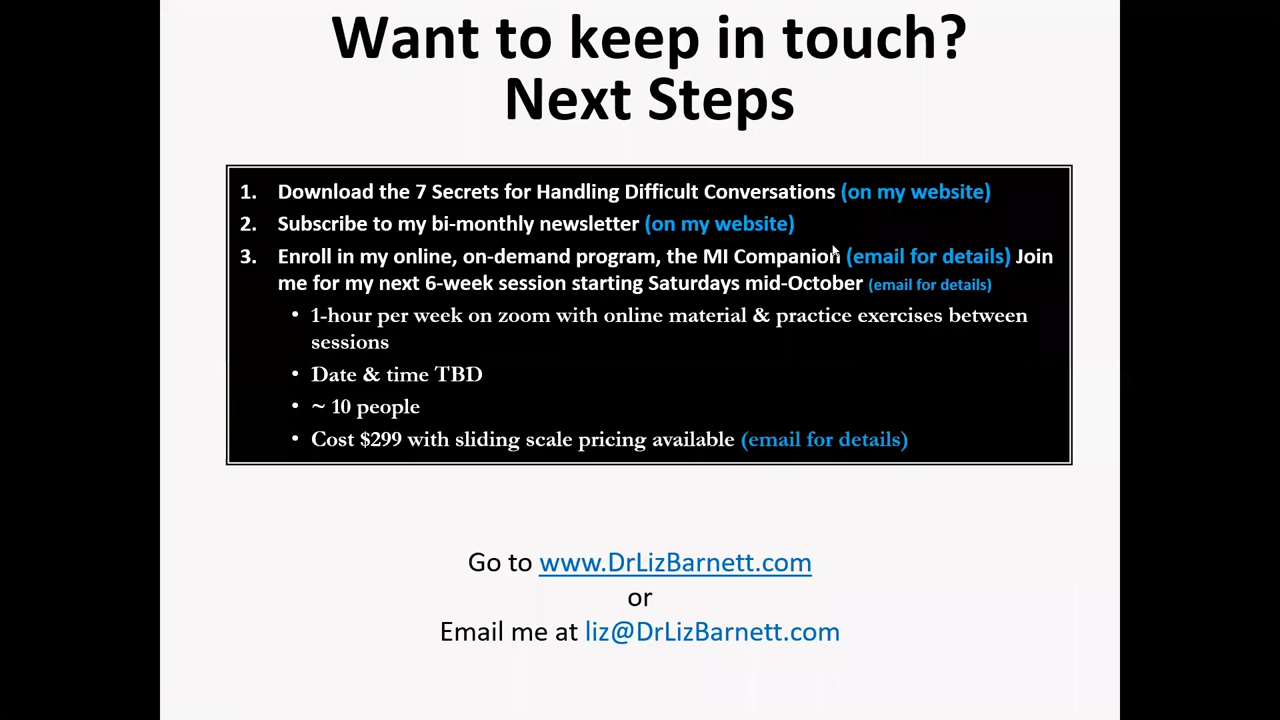 Want to keep in touch?
Next Steps
1. Download the 7 Secrets for Handling Difficult Conversations (on my website)
2. Subscribe to my bi-monthly newsletter (on my website)
3. Enroll in my online, on-demand program, the MI Companion (email for details) Join
me for my next 6-week session starting Saturdays mid-October (email for details)
• 1-hour per week on zoom with online material & practice exercises between
sessions
• Date & time TBD
• ~ 10 people
• Cost $299 with sliding scale pricing available (email for details)
Go to www.DrLizBarnett.com
or
Email me at liz@DrLizBarnett.com